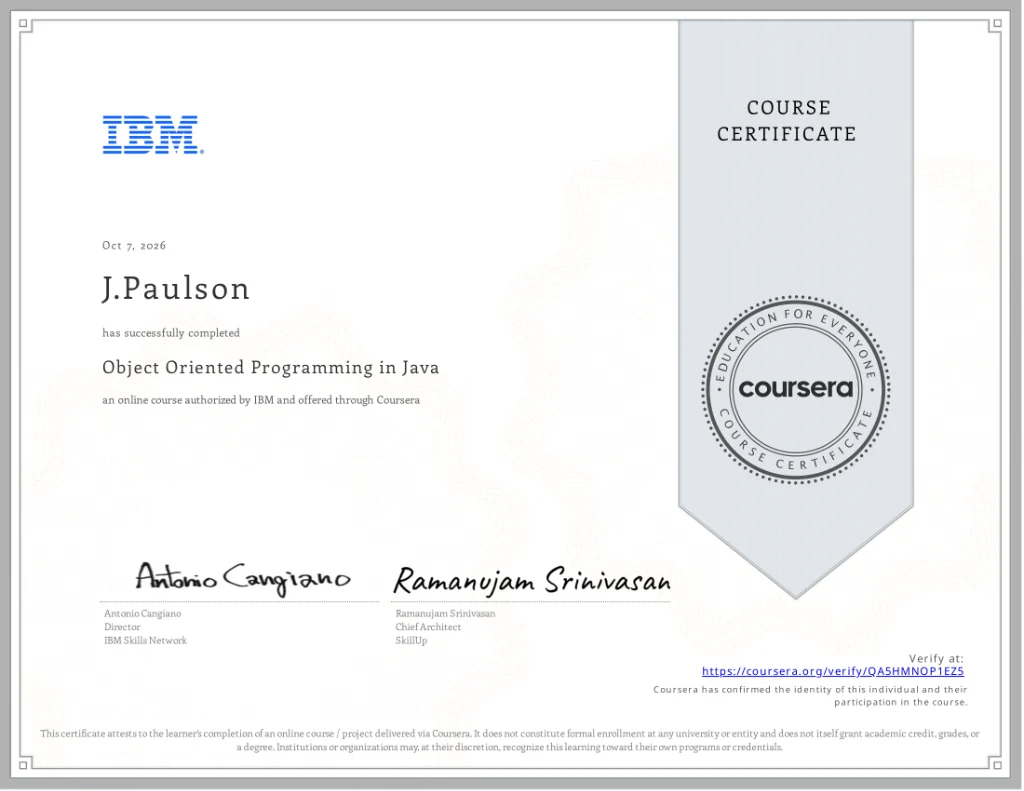 IBM
COURSE
CERTIFICATE
Oct 7, 2026
J.Paulson
has successfully completed
Object Oriented Programming in Java
an online course authorized by IBM and offered through Coursera
EDUCATION FOR EVERYONE
coursera
COURSE CERTIFICATE
Antonio Cangiano
Ramanujam Srinivasan
Antonio Cangiano
Director
IBM Skills Network
Ramanujam Srinivasan
Chief Architect
SkillUp
Verify at:
https://coursera.org/verify/QA5HMNOP1EZ5
Coursera has confirmed the identity of this individual and their
participation in the course.
This certificate attests to the learner's completion of an online course / project delivered via Coursera. It does not constitute formal enrollment at any university or entity and does not itself grant academic credit, grades, or
a degree. Institutions or organizations may, at their discretion, recognize this learning toward their own programs or credentials.